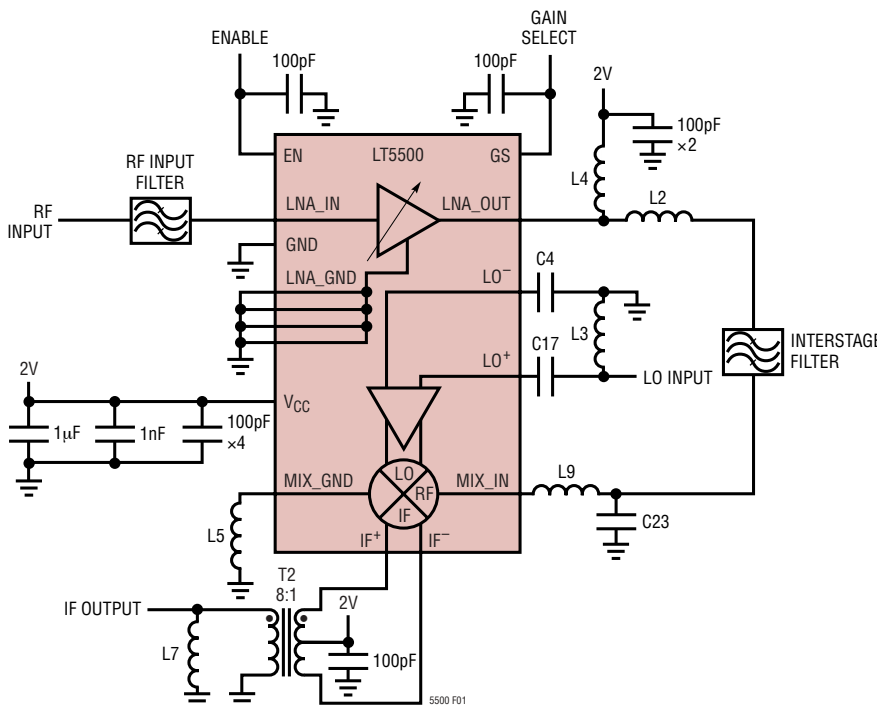 ENABLE
GAIN
SELECT
100pF
100pF
2V
100pF
×2
EN
LT5500
GS
RF INPUT
FILTER
L4
L2
RF
INPUT
LNA_IN
LNA_OUT
GND
LNA_GND
LO⁻
C4
L3
C17
LO⁺
LO INPUT
INTERSTAGE
FILTER
2V
VCC
1µF
1nF
100pF
×4
MIX_GND
LO
RF
IF
MIX_IN
L9
C23
L5
IF⁺
IF⁻
T2
8:1
IF OUTPUT
2V
L7
100pF
5500 F01